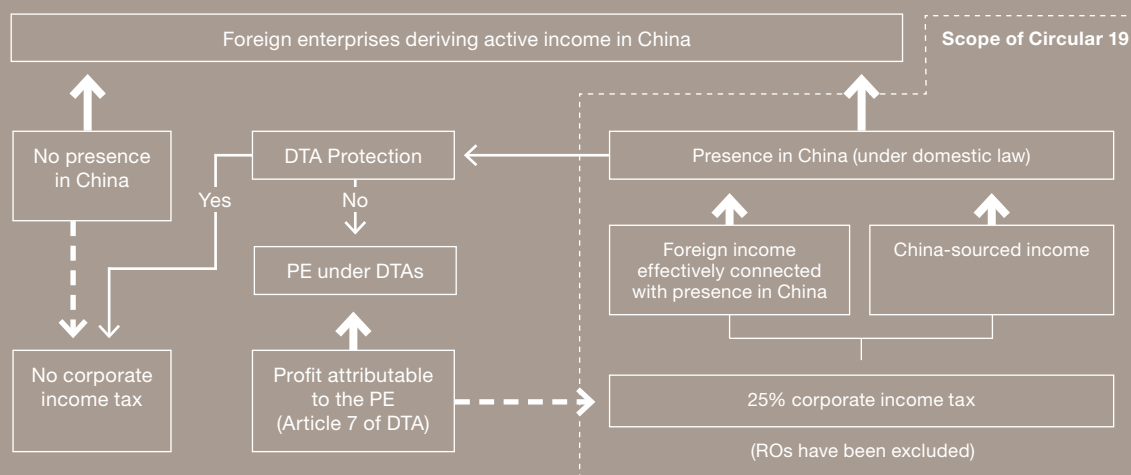 Foreign enterprises deriving active income in China
Scope of Circular 19
No presence
in China
DTA Protection
Presence in China (under domestic law)
Yes
No
PE under DTAs
Foreign income
effectively connected
with presence in China
China-sourced income
No corporate
income tax
Profit attributable
to the PE
(Article 7 of DTA)
25% corporate income tax
(ROs have been excluded)